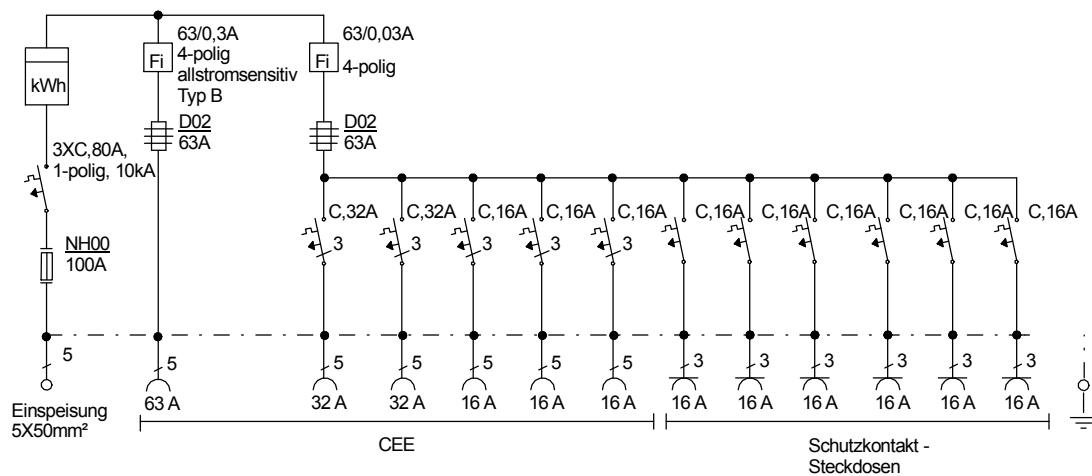 63/0,3A
4-polig
allstromsensitiv
Typ B
63/0,03A
4-polig
Fi
Fi
kWh
D02
63A
D02
63A
3XC,80A,
1-polig, 10kA
NH00
100A
C,32A
C,32A
C,16A
C,16A
C,16A
C,16A
C,16A
C,16A
C,16A
C,16A
C,16A
3
3
3
3
3
5
5
5
5
5
5
5
3
3
3
3
3
3
63 A
32 A
32 A
16 A
16 A
16 A
16 A
16 A
16 A
16 A
16 A
16 A
Einspeisung
5X50mm²
CEE
Schutzkontakt -
Steckdosen